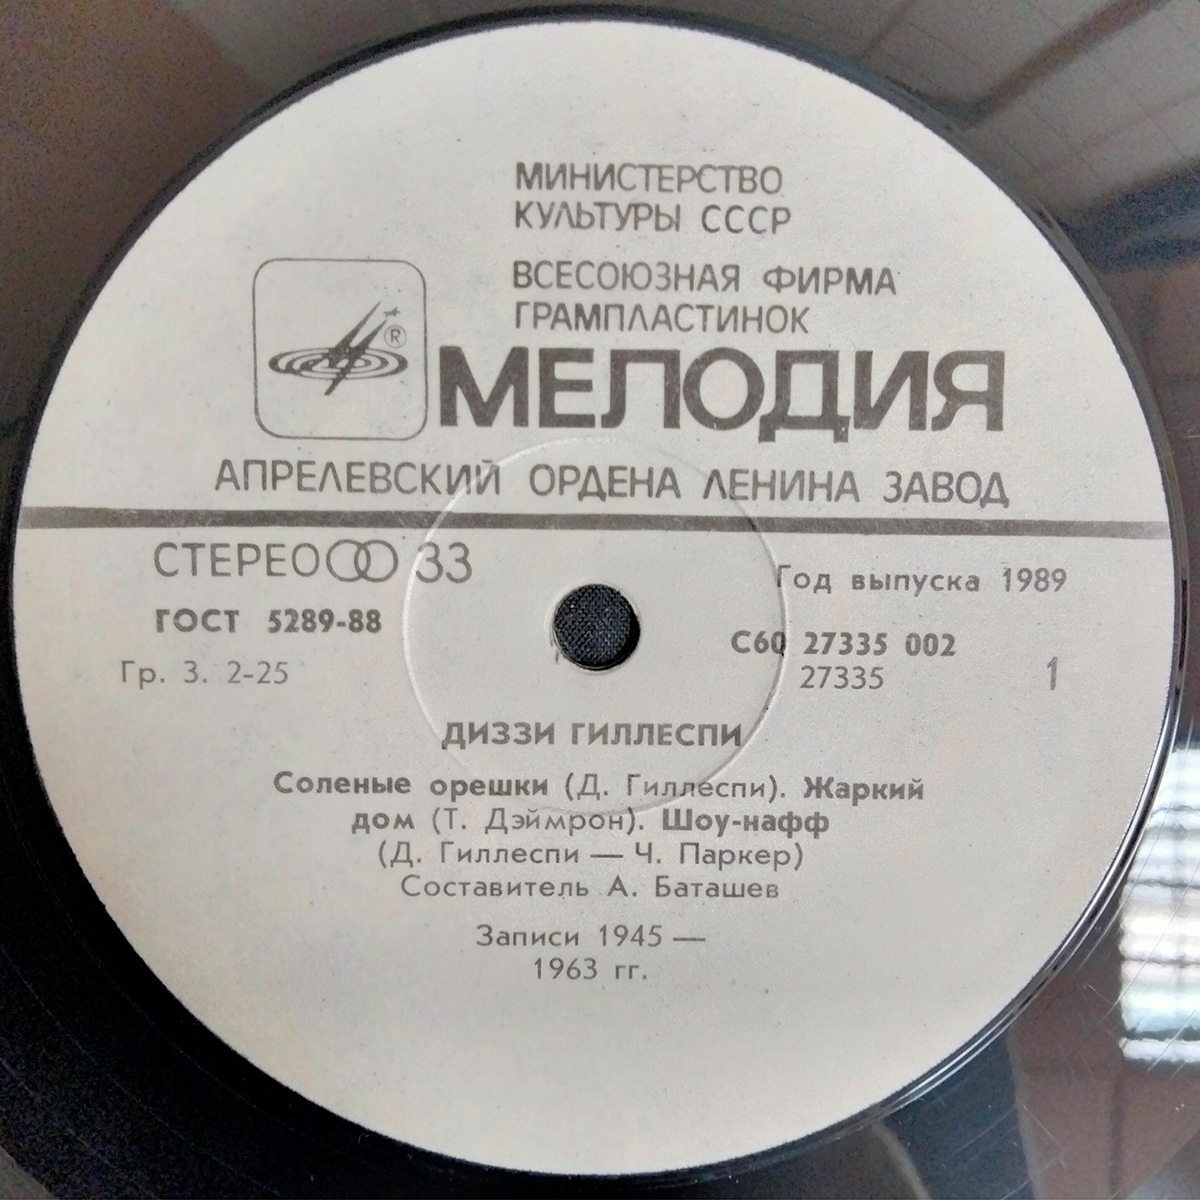 МИНИСТЕРСТВО
КУЛЬТУРЫ СССР
ВСЕСОЮЗНАЯ ФИРМА
ГРАМПЛАСТИНОК
®
МЕЛОДИЯ
АПРЕЛЕВСКИЙ ОРДЕНА ЛЕНИНА ЗАВОД
СТЕРЕО 33
Год выпуска 1989
ГОСТ 5289-88
С60 27335 002
Гр. 3. 2-25
27335
1
ДИЗЗИ ГИЛЛЕСПИ
Соленые орешки (Д. Гиллеспи). Жаркий
дом (Т. Дэймрон). Шоу-нафф
(Д. Гиллеспи — Ч. Паркер)
Составитель А. Баташев
Записи 1945 —
1963 гг.